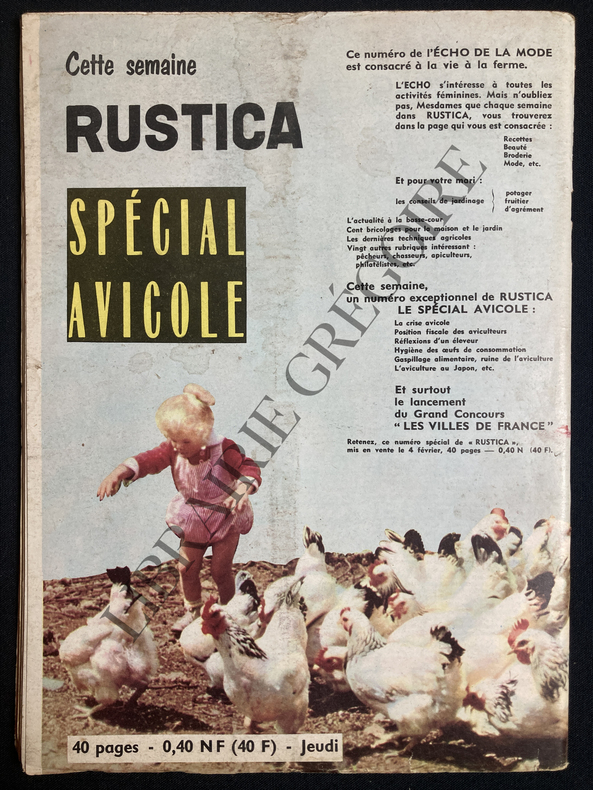 Cette semaine
RUSTICA
SPÉCIAL
AVICOLE
Ce numéro de l'ÉCHO DE LA MODE
est consacré à la vie à la ferme.
L'ECHO s'intéresse à toutes les
activités féminines. Mais n'oubliez
pas, Mesdames que chaque semaine
dans RUSTICA, vous trouverez
dans la page qui vous est consacrée :
Recettes
Beauté
Broderie
Mode, etc.
Et pour votre mari :
les conseils de jardinage
potager
fruitier
d'agrément
L'actualité à la basse-cour
Cent bricolages pour la maison et le jardin
Les dernières techniques agricoles
Vingt autres rubriques intéressant :
pêcheurs, chasseurs, apiculteurs,
philatélistes, etc.
Cette semaine,
un numéro exceptionnel de RUSTICA
LE SPÉCIAL AVICOLE :
La crise avicole
Position fiscale des aviculteurs
Réflexions d'un éleveur
Hygiène des œufs de consommation
Gaspillage alimentaire, ruine de l'aviculture
L'aviculture au Japon, etc.
Et surtout
le lancement
du Grand Concours
“ LES VILLES DE FRANCE ”
Retenez, ce numéro spécial de « RUSTICA »,
mis en vente le 4 février, 40 pages — 0,40 N (40 F).
LIBRAIRIE GRÉGOIRE
40 pages - 0,40 NF (40 F) - Jeudi